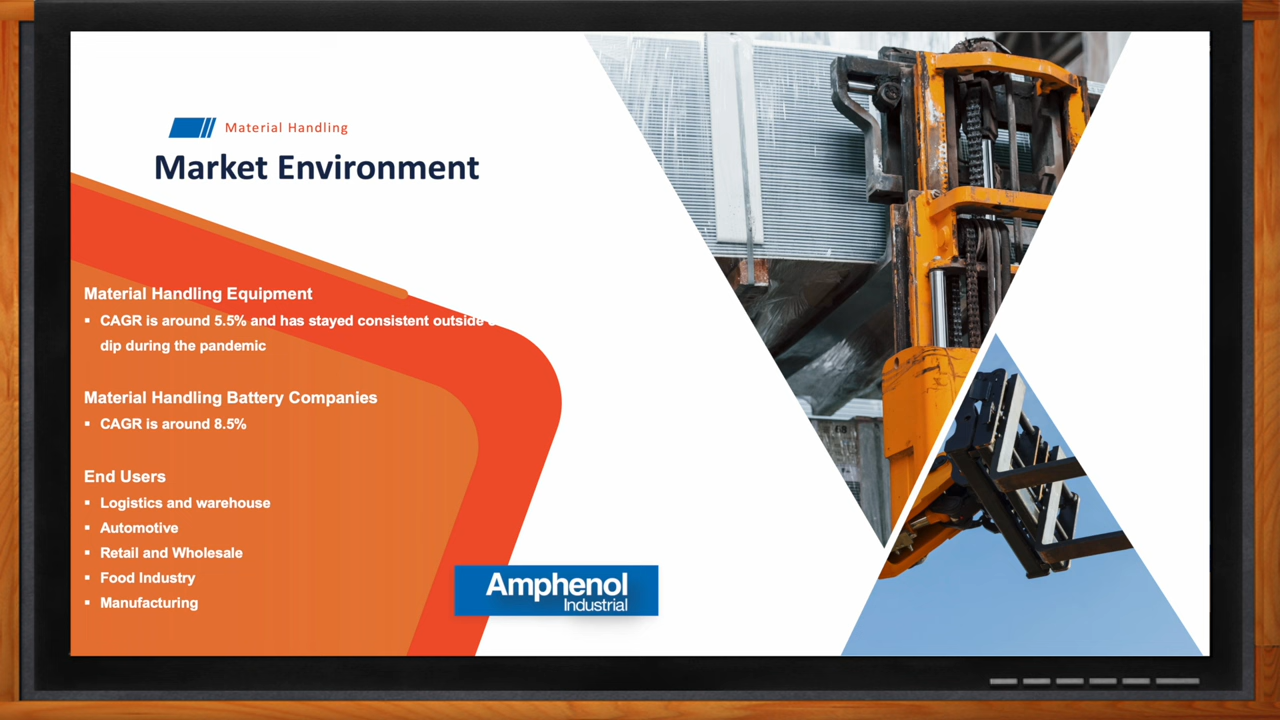 Material Handling
Market Environment
Material Handling Equipment
▪ CAGR is around 5.5% and has stayed consistent outside
dip during the pandemic
Material Handling Battery Companies
▪ CAGR is around 8.5%
End Users
▪ Logistics and warehouse
▪ Automotive
▪ Retail and Wholesale
▪ Food Industry
▪ Manufacturing
Amphenol
Industrial